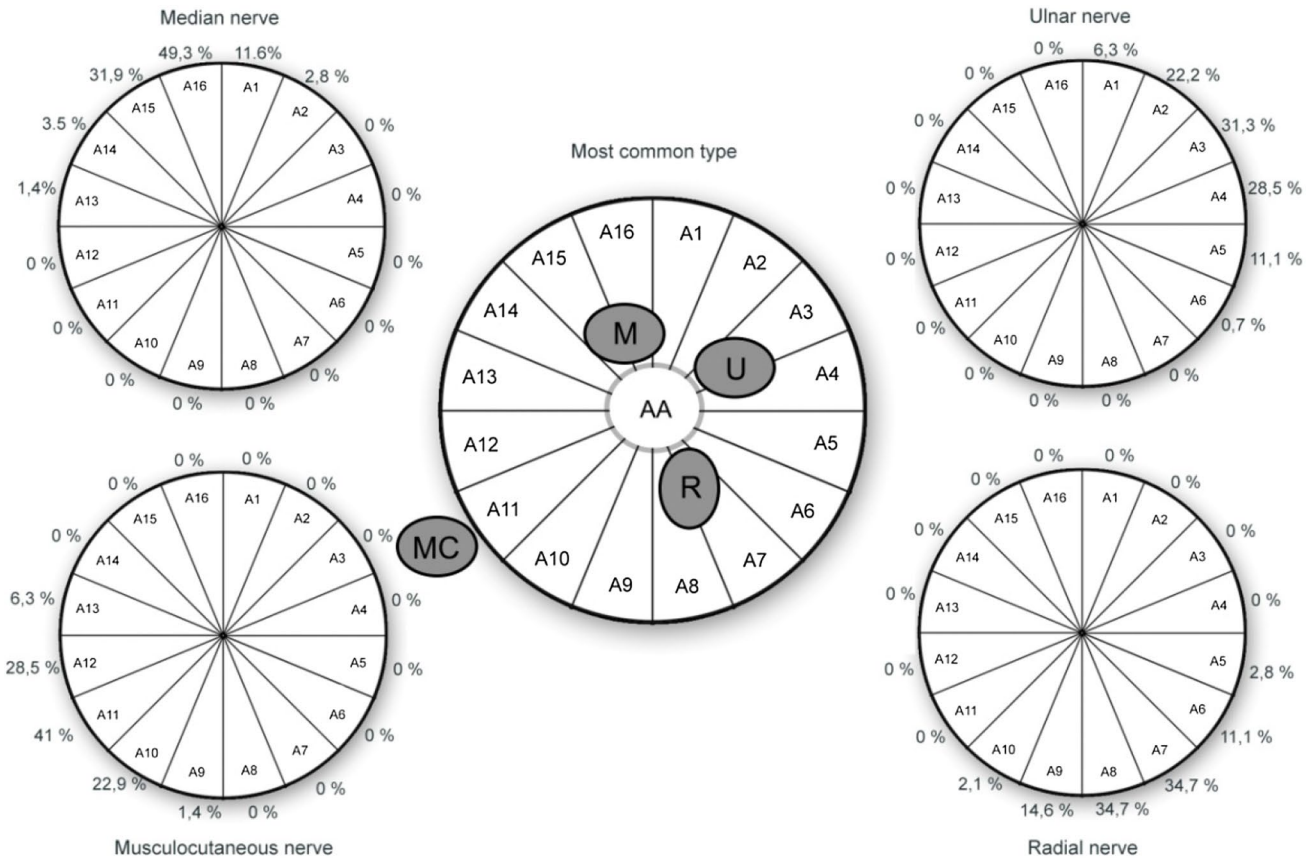 Median nerve
49,3 %
11.6%
31,9 %
2,8 %
3.5 %
0 %
1,4%
0 %
0 %
0 %
0 %
0 %
0 %
0 %
0 %
0 %
A16
A1
A15
A2
A14
A3
A13
A4
A12
A5
A11
A6
A10
A7
A9
A8
Ulnar nerve
0 %
6,3 %
0 %
22,2 %
0 %
31,3 %
0 %
28,5 %
0 %
11,1 %
0 %
0,7 %
0 %
0 %
0 %
0 %
A16
A1
A15
A2
A14
A3
A13
A4
A12
A5
A11
A6
A10
A7
A9
A8
Most common type
A16
A1
A15
A2
A14
A3
A13
A4
A12
A5
A11
A6
A10
A7
A9
A8
M
U
AA
R
MC
0 %
0 %
0 %
0 %
0 %
0 %
6,3 %
0 %
28,5 %
0 %
41 %
0 %
22,9 %
0 %
1,4 %
0 %
A16
A1
A15
A2
A14
A3
A13
A4
A12
A5
A11
A6
A10
A7
A9
A8
Musculocutaneous nerve
0 %
0 %
0 %
0 %
0 %
0 %
0 %
0 %
0 %
2,8 %
0 %
11,1 %
2,1 %
34,7 %
14,6 %
34,7 %
A16
A1
A15
A2
A14
A3
A13
A4
A12
A5
A11
A6
A10
A7
A9
A8
Radial nerve